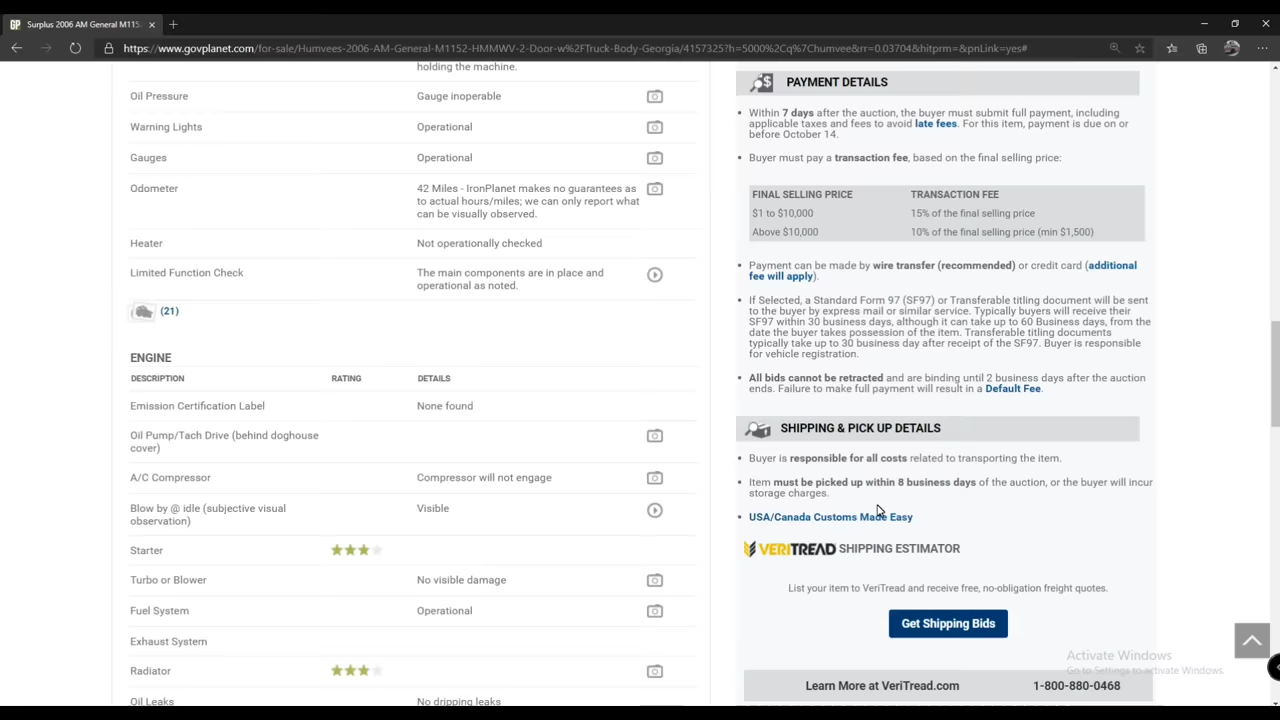 Surplus 2006 AM General M115
https://www.govplanet.com/for-sale/Humvees-2006-AM-General-M1152-HMMWV-2-Door-w%2FTruck-Body-Georgia/4157325?h=5000%2Cq%7Chumvee&rr=0.03704&hitprm=&pnLink=yes#
holding the machine.
Oil Pressure Gauge inoperable
Warning Lights Operational
Gauges Operational
Odometer 42 Miles - IronPlanet makes no guarantees as
to actual hours/miles; we can only report what
can be visually observed.
Heater Not operationally checked
Limited Function Check The main components are in place and
operational as noted.
(21)
ENGINE
DESCRIPTION RATING DETAILS
Emission Certification Label None found
Oil Pump/Tach Drive (behind doghouse
cover)
A/C Compressor Compressor will not engage
Blow by @ idle (subjective visual Visible
observation)
Starter
Turbo or Blower No visible damage
Fuel System Operational
Exhaust System
Radiator
Oil Leaks No dripping leaks
PAYMENT DETAILS
Within 7 days after the auction, the buyer must submit full payment, including
applicable taxes and fees to avoid late fees. For this item, payment is due on or
before October 14.
Buyer must pay a transaction fee, based on the final selling price:
FINAL SELLING PRICE TRANSACTION FEE
$1 to $10,000 15% of the final selling price
Above $10,000 10% of the final selling price (min $1,500)
Payment can be made by wire transfer (recommended) or credit card (additional
fee will apply).
If Selected, a Standard Form 97 (SF97) or Transferable titling document will be sent
to the buyer by express mail or similar service. Typically buyers will receive their
SF97 within 30 business days, although it can take up to 60 Business days, from the
date the buyer takes possession of the item. Transferable titling documents
typically take up to 30 business day after receipt of the SF97. Buyer is responsible
for vehicle registration.
All bids cannot be retracted and are binding until 2 business days after the auction
ends. Failure to make full payment will result in a Default Fee.
SHIPPING & PICK UP DETAILS
Buyer is responsible for all costs related to transporting the item.
Item must be picked up within 8 business days of the auction, or the buyer will incur
storage charges.
USA/Canada Customs Made Easy
VERITREAD SHIPPING ESTIMATOR
List your item to VeriTread and receive free, no-obligation freight quotes.
Get Shipping Bids
Activate Windows
Go to Settings to activate Windows.
Learn More at VeriTread.com 1-800-880-0468